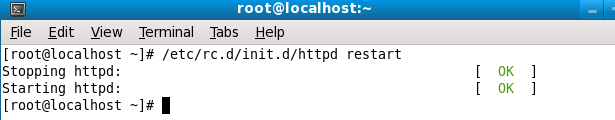 root@localhost:~
File Edit View Terminal Tabs Help
[root@localhost ~]# /etc/rc.d/init.d/httpd restart
Stopping httpd: [ OK ]
Starting httpd: [ OK ]
[root@localhost ~]#